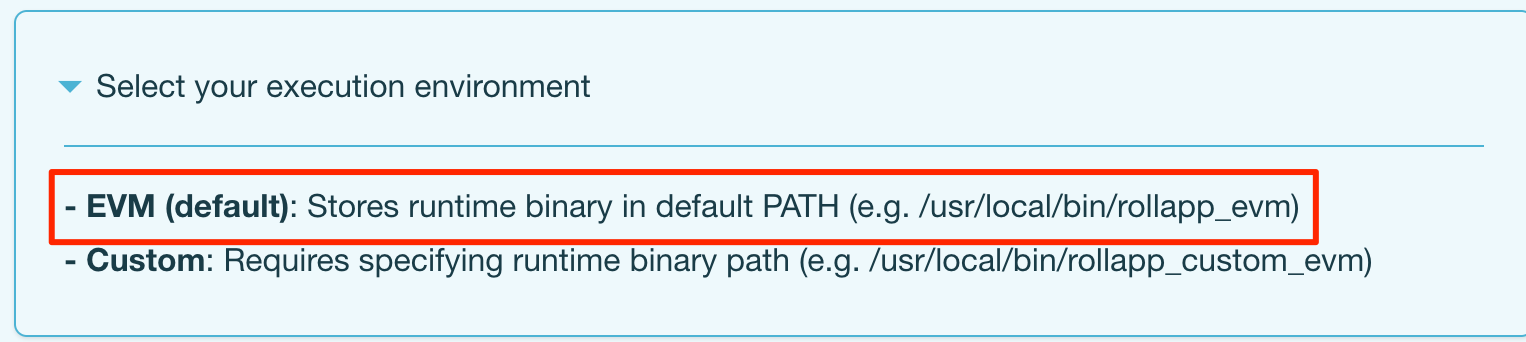 Select your execution environment
- EVM (default): Stores runtime binary in default PATH (e.g. /usr/local/bin/rollapp_evm)
- Custom: Requires specifying runtime binary path (e.g. /usr/local/bin/rollapp_custom_evm)